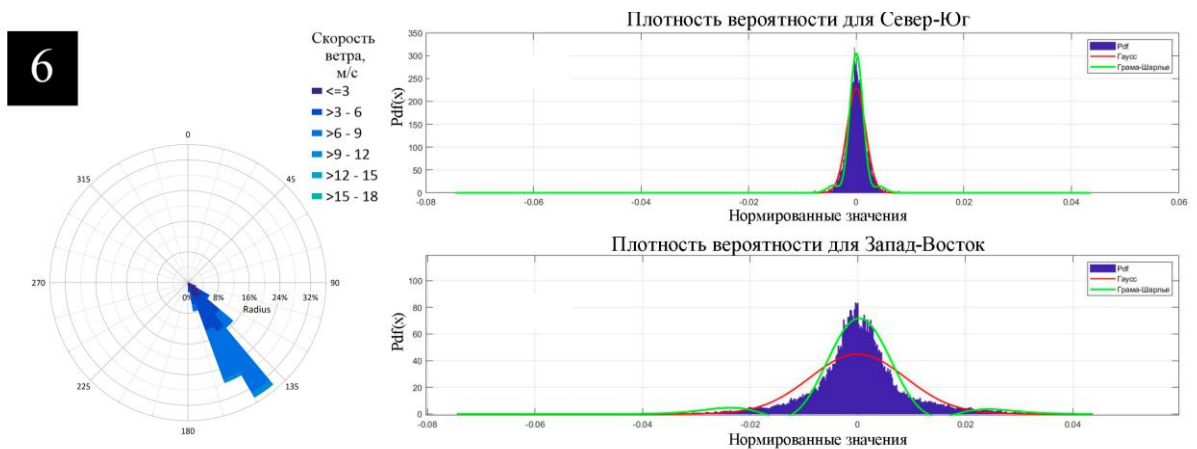 6
Скорость
ветра,
м/с
<=3
>3 - 6
>6 - 9
>9 - 12
>12 - 15
>15 - 18
0
45
90
135
180
225
270
315
0%
8%
16%
24%
32%
Radius
Плотность вероятности для Север-Юг
Pdf(x)
350
300
250
200
150
100
50
0
-0.08
-0.06
-0.04
-0.02
0
0.02
0.04
0.06
Нормированные значения
Pdf
Гаусс
Грама-Шарлье
Плотность вероятности для Запад-Восток
Pdf(x)
100
80
60
40
20
0
-0.08
-0.06
-0.04
-0.02
0
0.02
0.04
Нормированные значения
Pdf
Гаусс
Грама-Шарлье